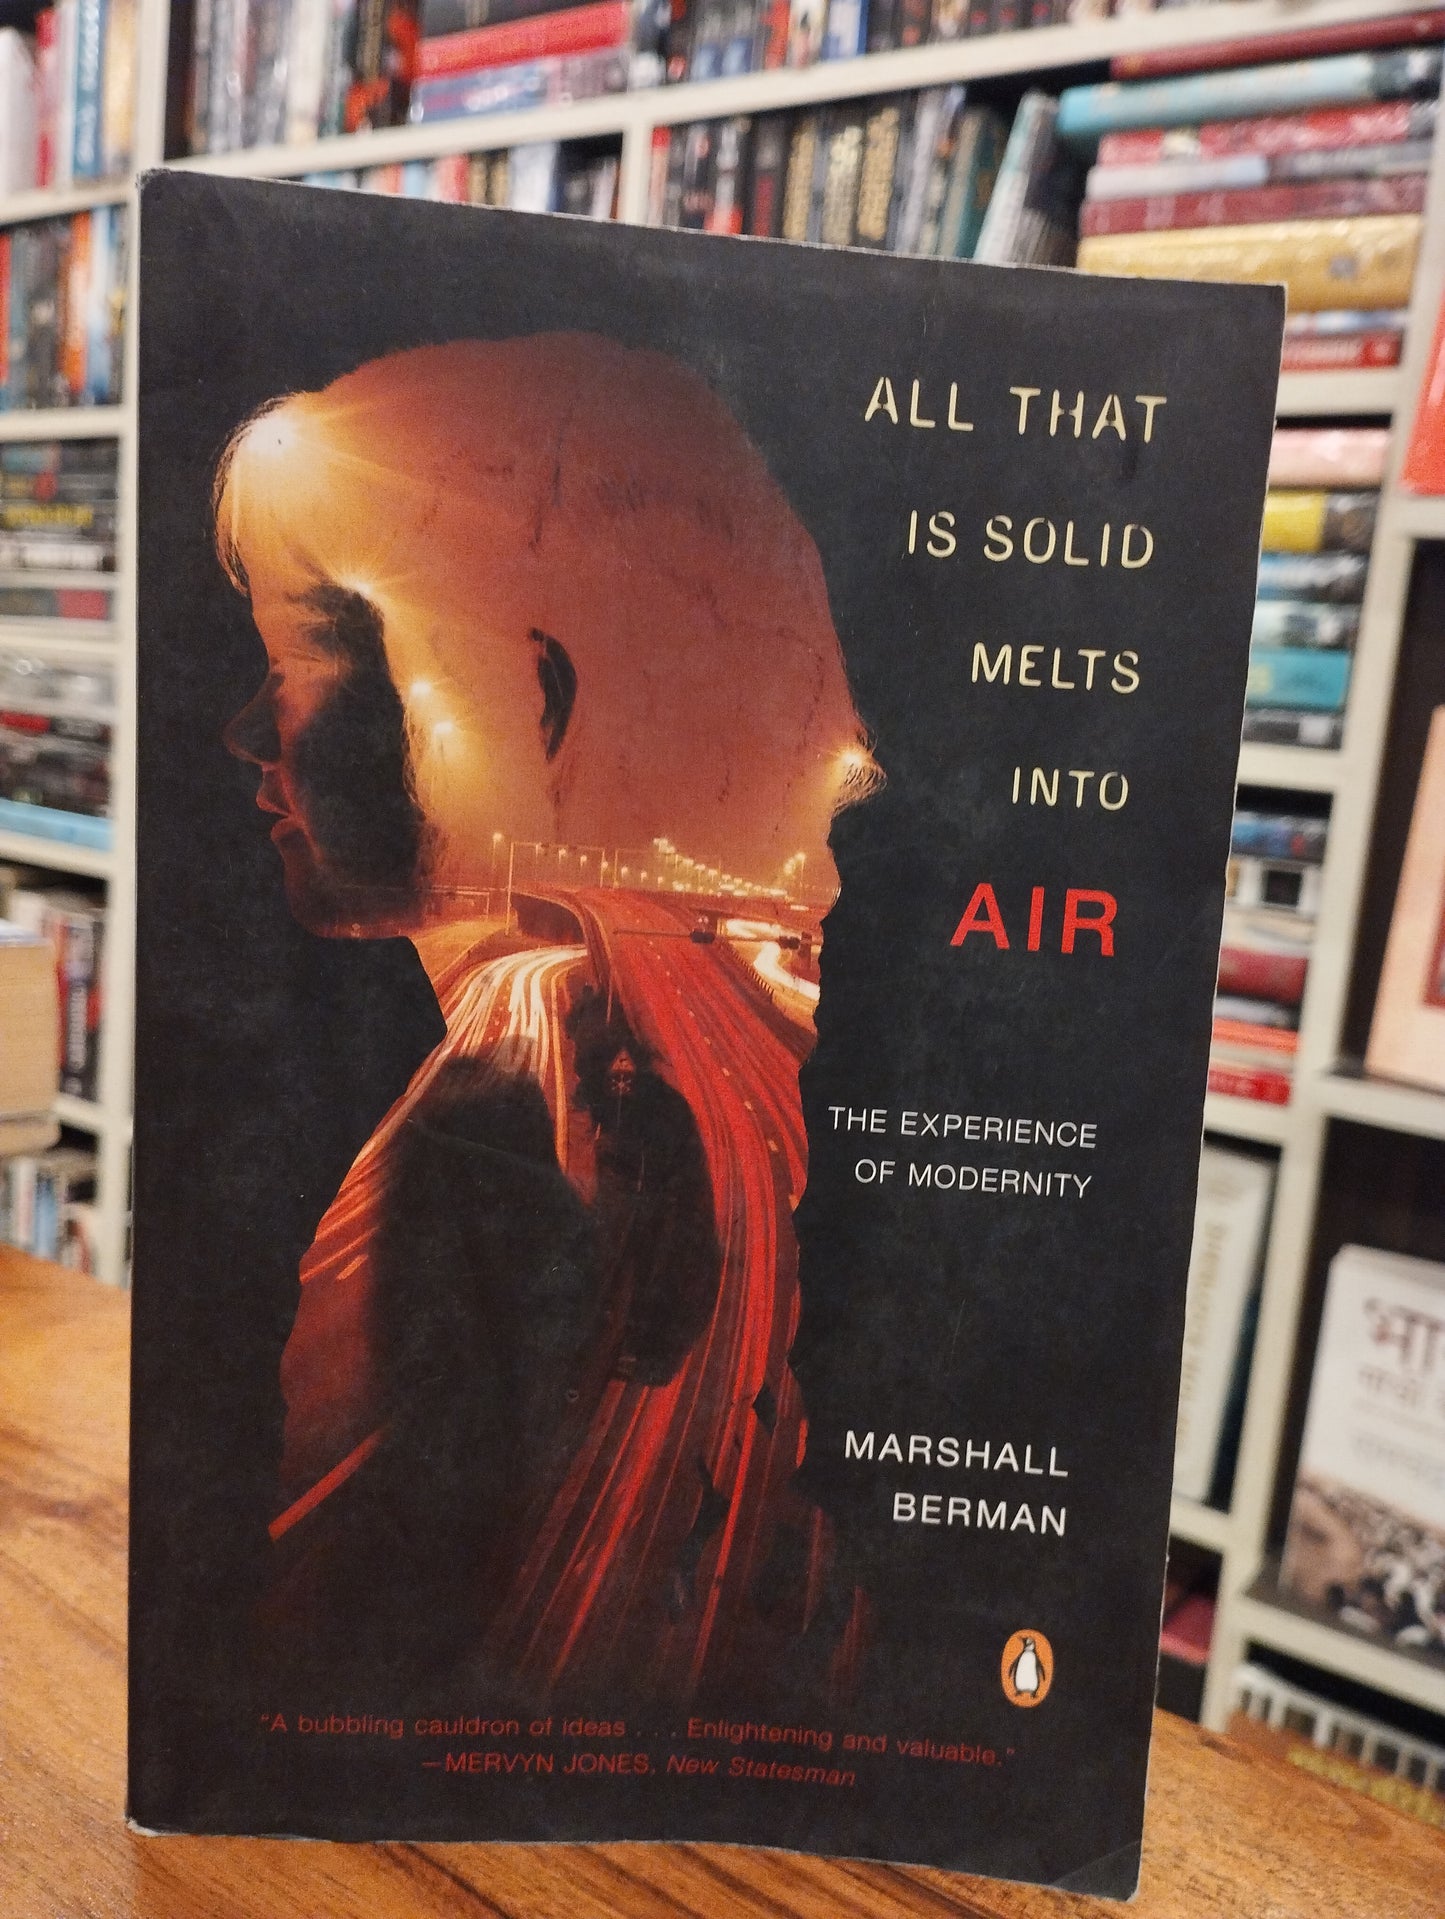 ALL THAT
IS SOLID
MELTS
INTO
AIR
THE EXPERIENCE
OF MODERNITY
MARSHALL
BERMAN
"A bubbling cauldron of ideas . . . Enlightening and valuable."
—MERVYN JONES, New Statesman